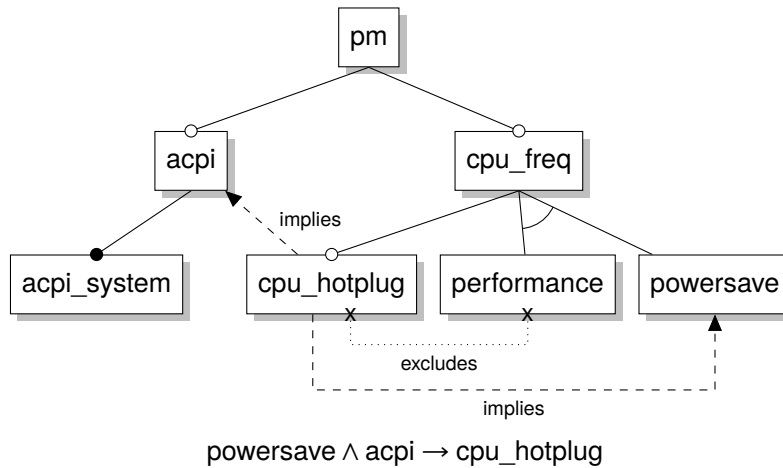 pm
acpi
cpu_freq
implies
acpi_system
cpu_hotplug
performance
powersave
x
x
excludes
implies
powersave ∧ acpi → cpu_hotplug